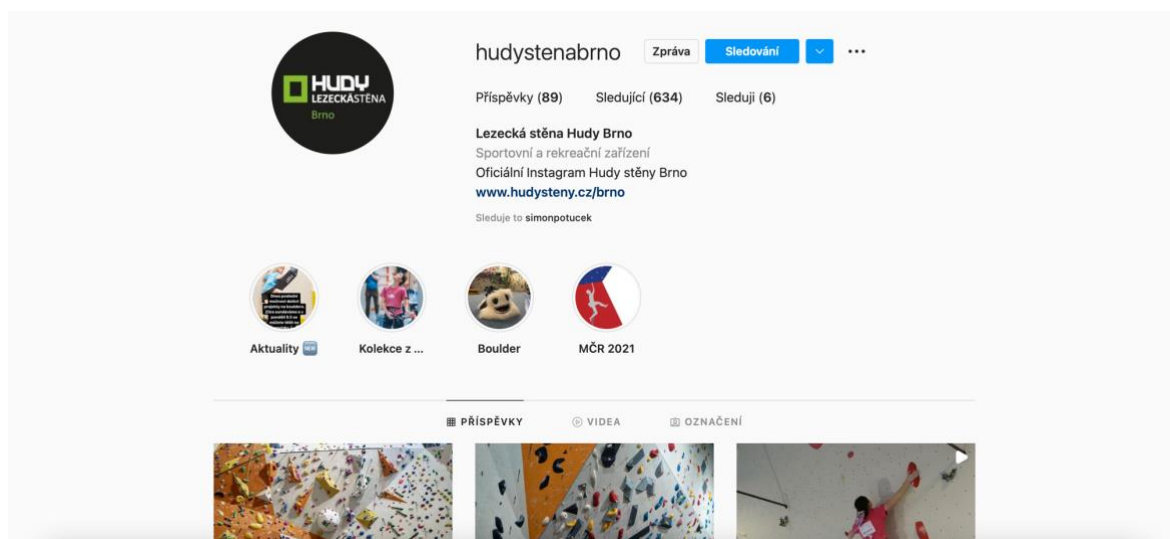 HUDY
LEZECKÁSTĚNA
Brno
hudystenabrno
Zpráva
Sledování
Příspěvky (89) Sledující (634) Sleduji (6)
Lezecká stěna Hudy Brno
Sportovní a rekreační zařízení
Oficiální Instagram Hudy stěny Brno
www.hudysteny.cz/brno
Sleduje to simonpotucek
Aktuality NEW
Kolekce z ...
Boulder
MČR 2021
PŘÍSPĚVKY
VIDEA
OZNAČENÍ